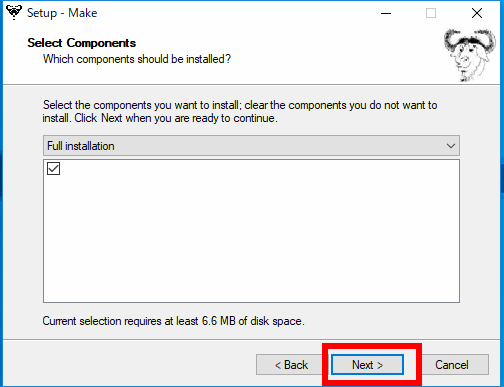 Setup - Make
Select Components
Which components should be installed?
Select the components you want to install; clear the components you do not want to
install. Click Next when you are ready to continue.
Full installation
Current selection requires at least 6.6 MB of disk space.
< Back
Next >
Cancel